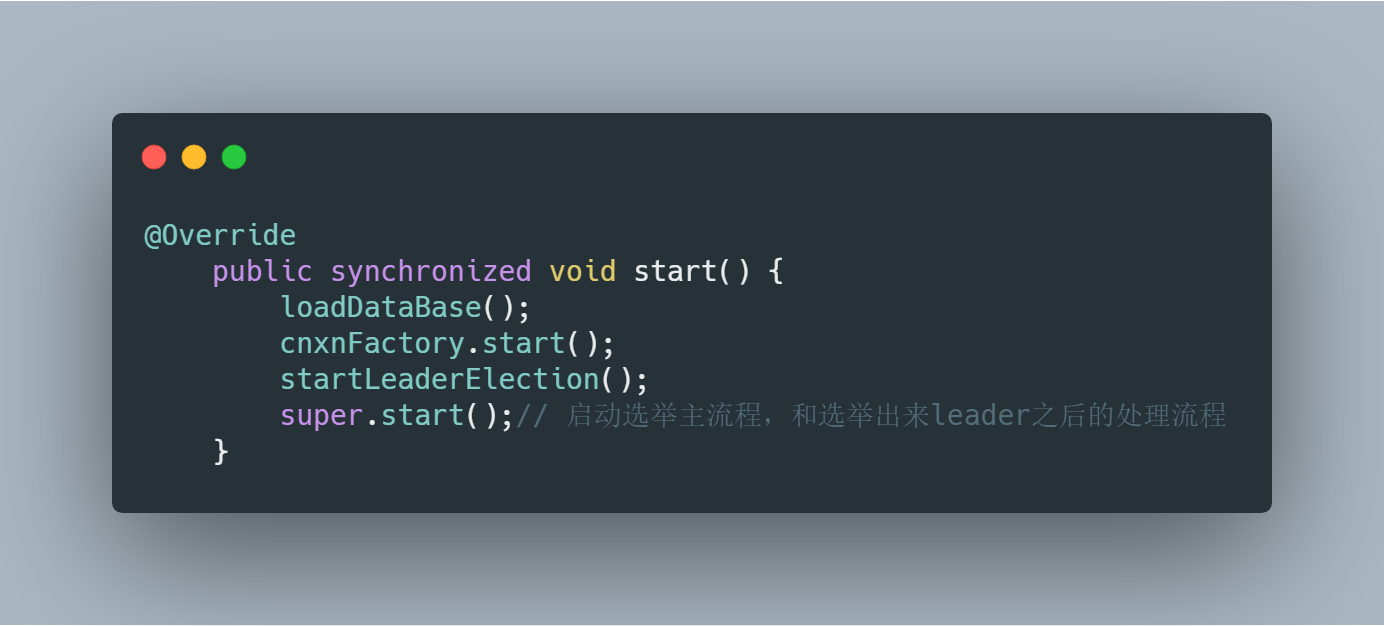 @Override
    public synchronized void start() {
        loadDataBase();
        cnxnFactory.start();
        startLeaderElection();
        super.start();// 启动选举主流程，和选举出来leader之后的处理流程
    }